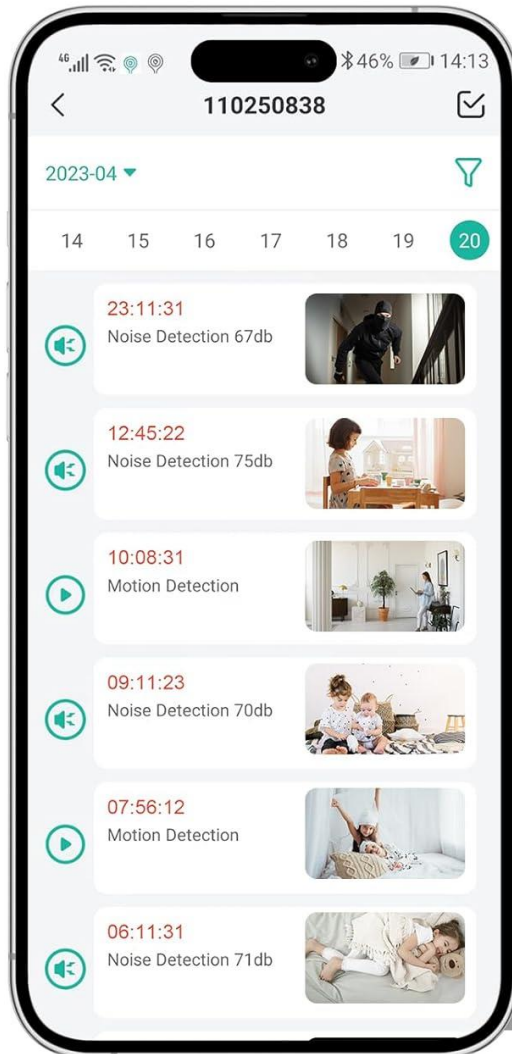 46 46% 14:13
110250838
2023-04
14 15 16 17 18 19 20
23:11:31
Noise Detection 67db
12:45:22
Noise Detection 75db
10:08:31
Motion Detection
09:11:23
Noise Detection 70db
07:56:12
Motion Detection
06:11:31
Noise Detection 71db